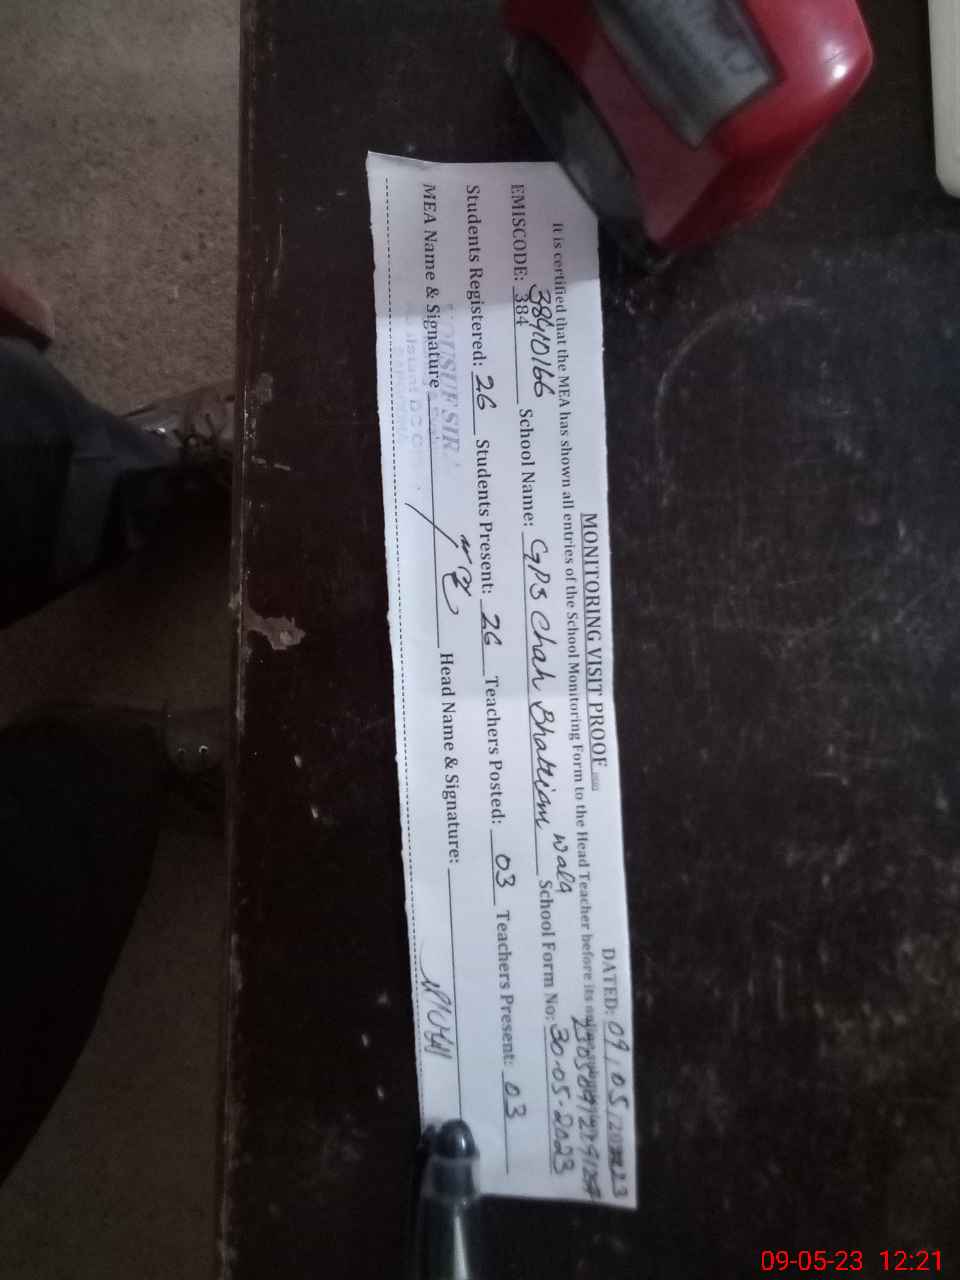 MONITORING VISIT PROOF
DATED: 09/05/2023
It is certified that the MEA has shown all entries of the School Monitoring Form to the Head Teacher before its
38410166
wala
EMISCODE: 384 School Name: GPS Chah Bhattian School Form No: 30-05-2023
Students Registered: 26 Students Present: 26 Teachers Posted: 03 Teachers Present: 03
YOUSUF SIR
MEA Name & Signature Head Name & Signature:
09-05-23 12:21